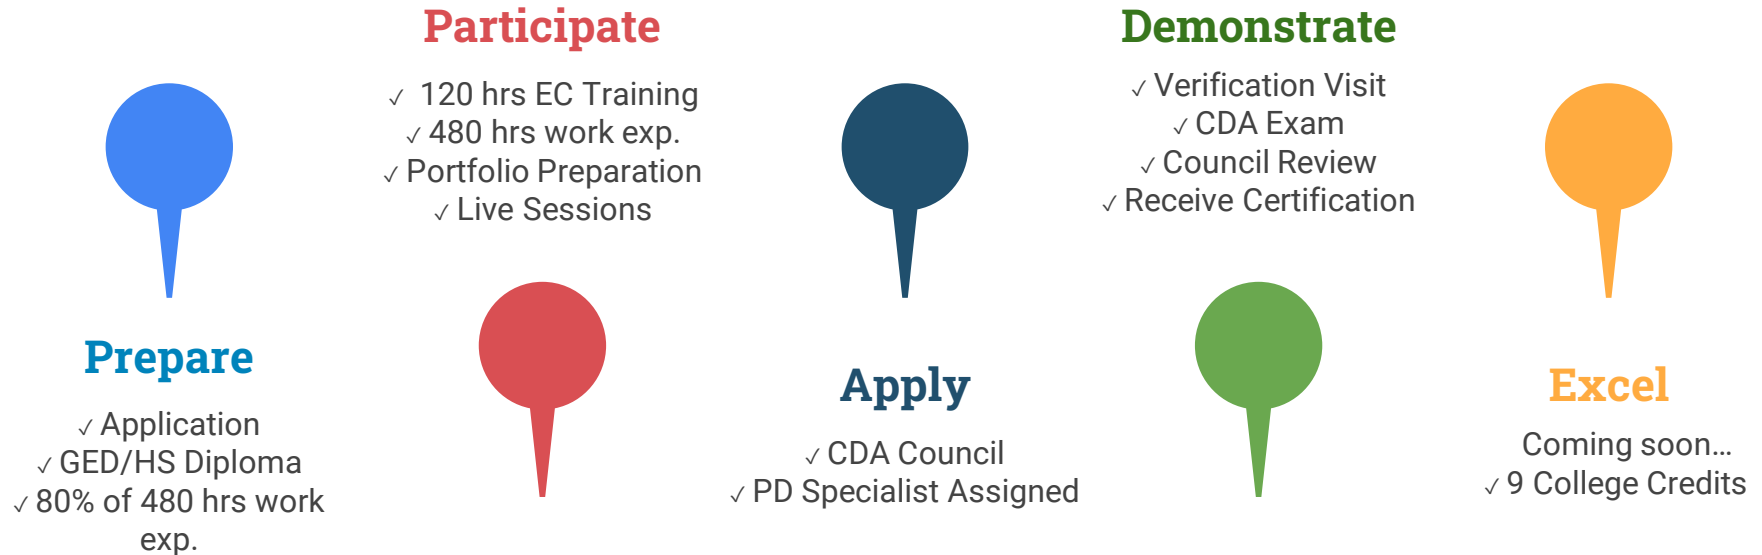 Prepare
✓ Application
✓ GED/HS Diploma
✓ 80% of 480 hrs work
exp.
Participate
✓ 120 hrs EC Training
✓ 480 hrs work exp.
✓ Portfolio Preparation
✓ Live Sessions
Apply
✓ CDA Council
✓ PD Specialist Assigned
Demonstrate
✓ Verification Visit
✓ CDA Exam
✓ Council Review
✓ Receive Certification
Excel
Coming soon…
✓ 9 College Credits